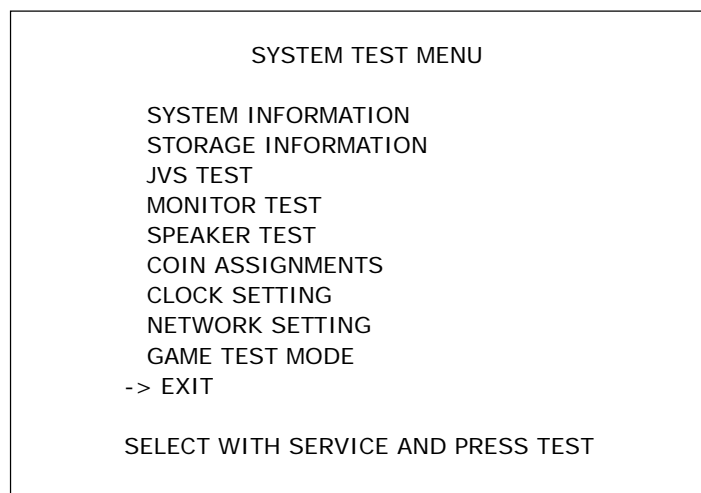 SYSTEM TEST MENU
SYSTEM INFORMATION
STORAGE INFORMATION
JVS TEST
MONITOR TEST
SPEAKER TEST
COIN ASSIGNMENTS
CLOCK SETTING
NETWORK SETTING
GAME TEST MODE
-> EXIT
SELECT WITH SERVICE AND PRESS TEST